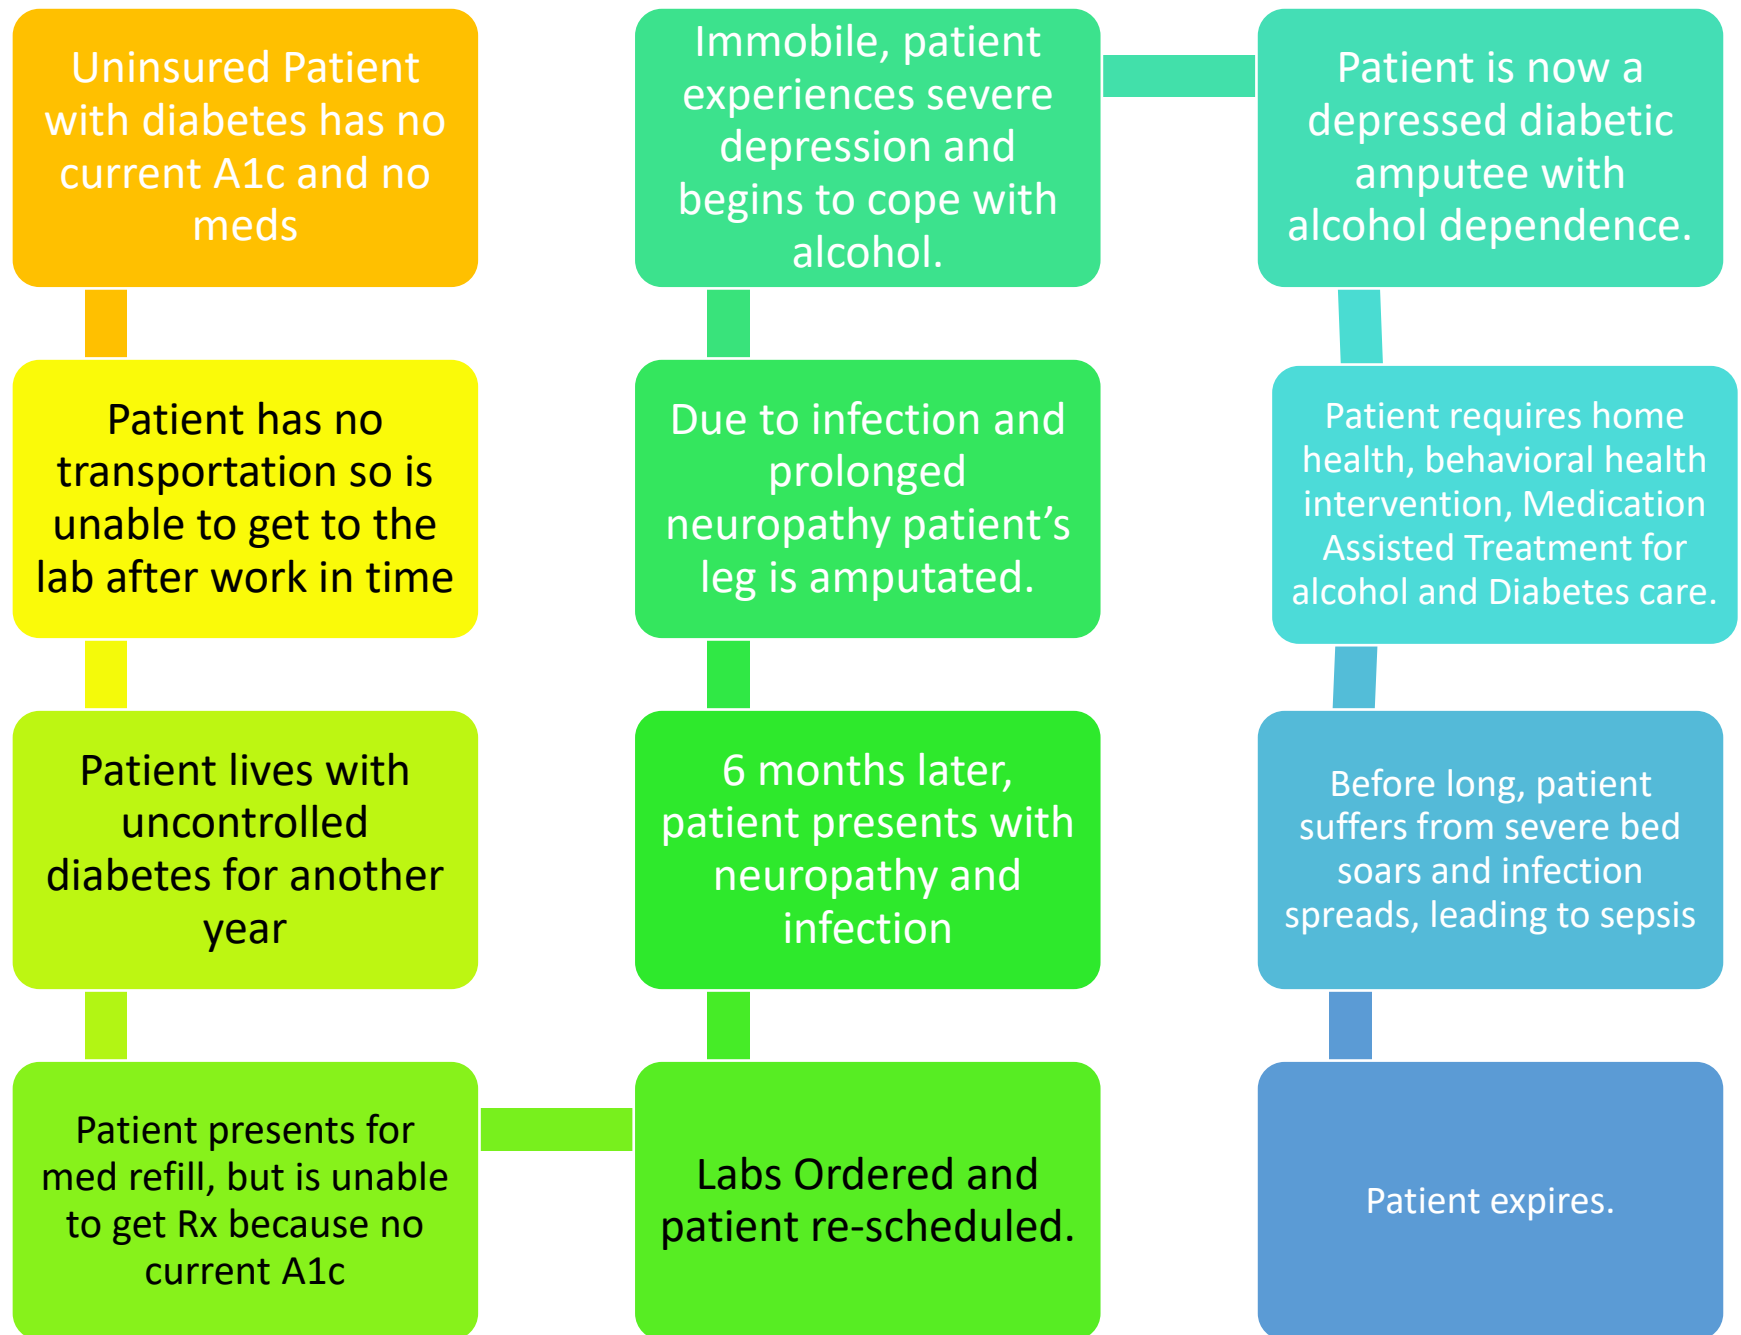 Uninsured Patient
with diabetes has no
current A1c and no
meds
Patient has no
transportation so is
unable to get to the
lab after work in time
Patient lives with
uncontrolled
diabetes for another
year
Patient presents for
med refill, but is unable
to get Rx because no
current A1c
Labs Ordered and
patient re-scheduled.
6 months later,
patient presents with
neuropathy and
infection
Due to infection and
prolonged
neuropathy patient’s
leg is amputated.
Immobile, patient
experiences severe
depression and
begins to cope with
alcohol.
Patient is now a
depressed diabetic
amputee with
alcohol dependence.
Patient requires home
health, behavioral health
intervention, Medication
Assisted Treatment for
alcohol and Diabetes care.
Before long, patient
suffers from severe bed
soars and infection
spreads, leading to sepsis
Patient expires.